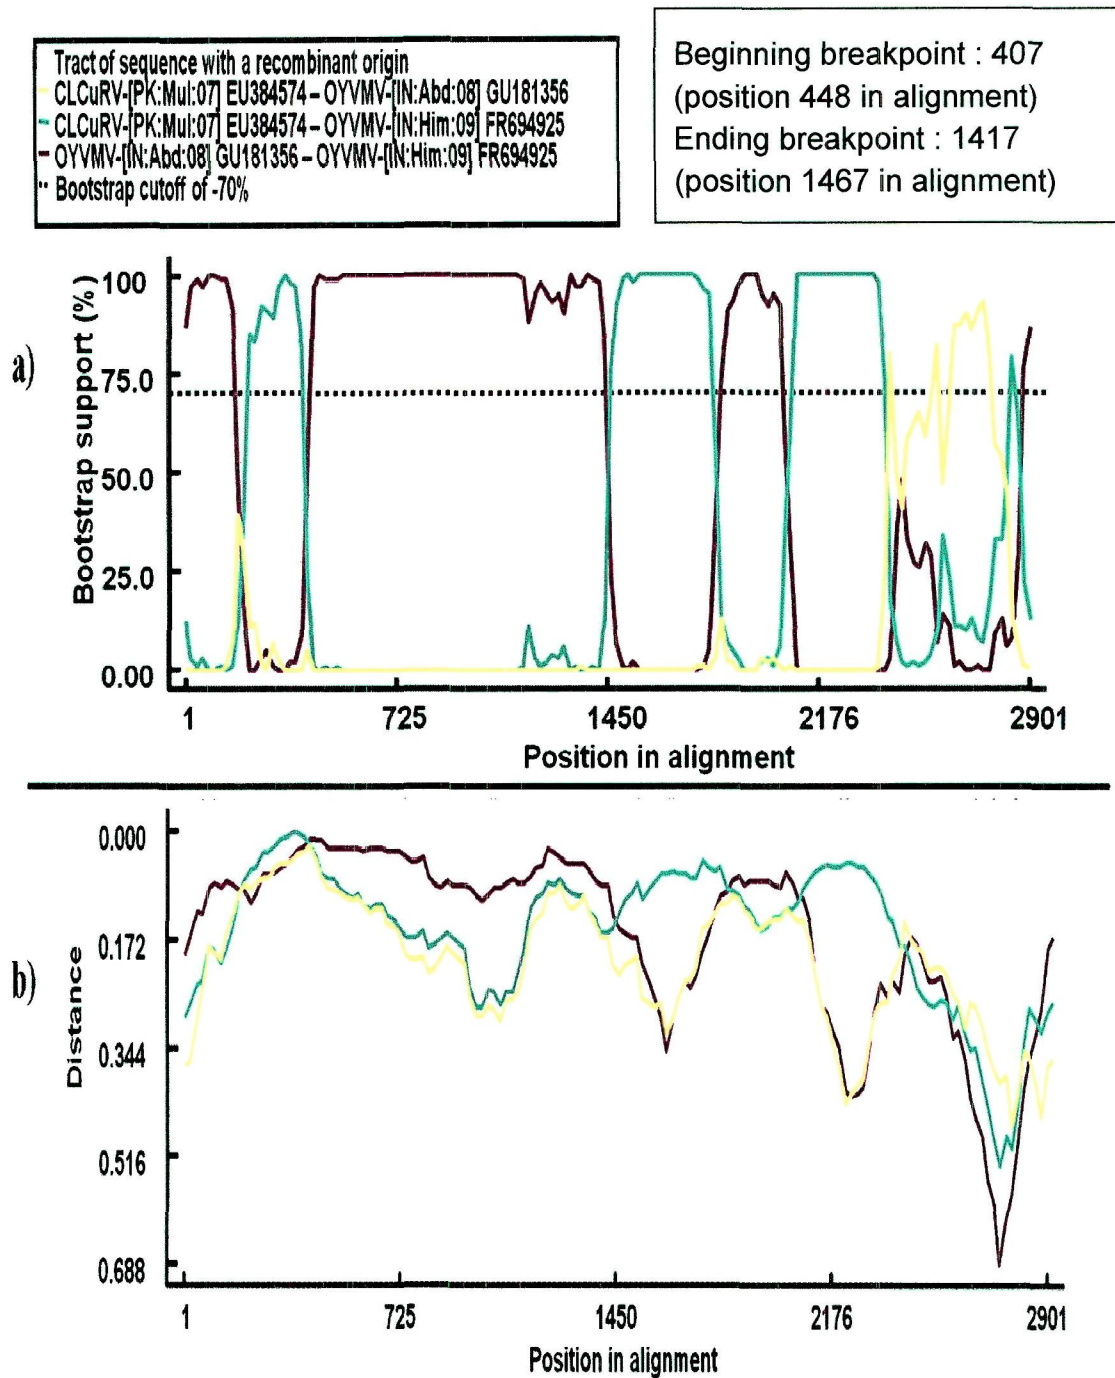 Tract of sequence with a recombinant origin
CLCuRV-[PK:Mul:07] EU384574 – OYVMV-[IN:Abd:08] GU181356
CLCuRV-[PK:Mul:07] EU384574 – OYVMV-[IN:Him:09] FR694925
OYVMV-[IN:Abd:08] GU181356 – OYVMV-[IN:Him:09] FR694925
Bootstrap cutoff of -70%
Beginning breakpoint : 407
(position 448 in alignment)
Ending breakpoint : 1417
(position 1467 in alignment)
a)
Bootstrap support (%)
100
75.0
50.0
25.0
0.00
1 725 1450 2176 2901
Position in alignment
b)
Distance
0.000
0.172
0.344
0.516
0.688
1 725 1450 2176 2901
Position in alignment